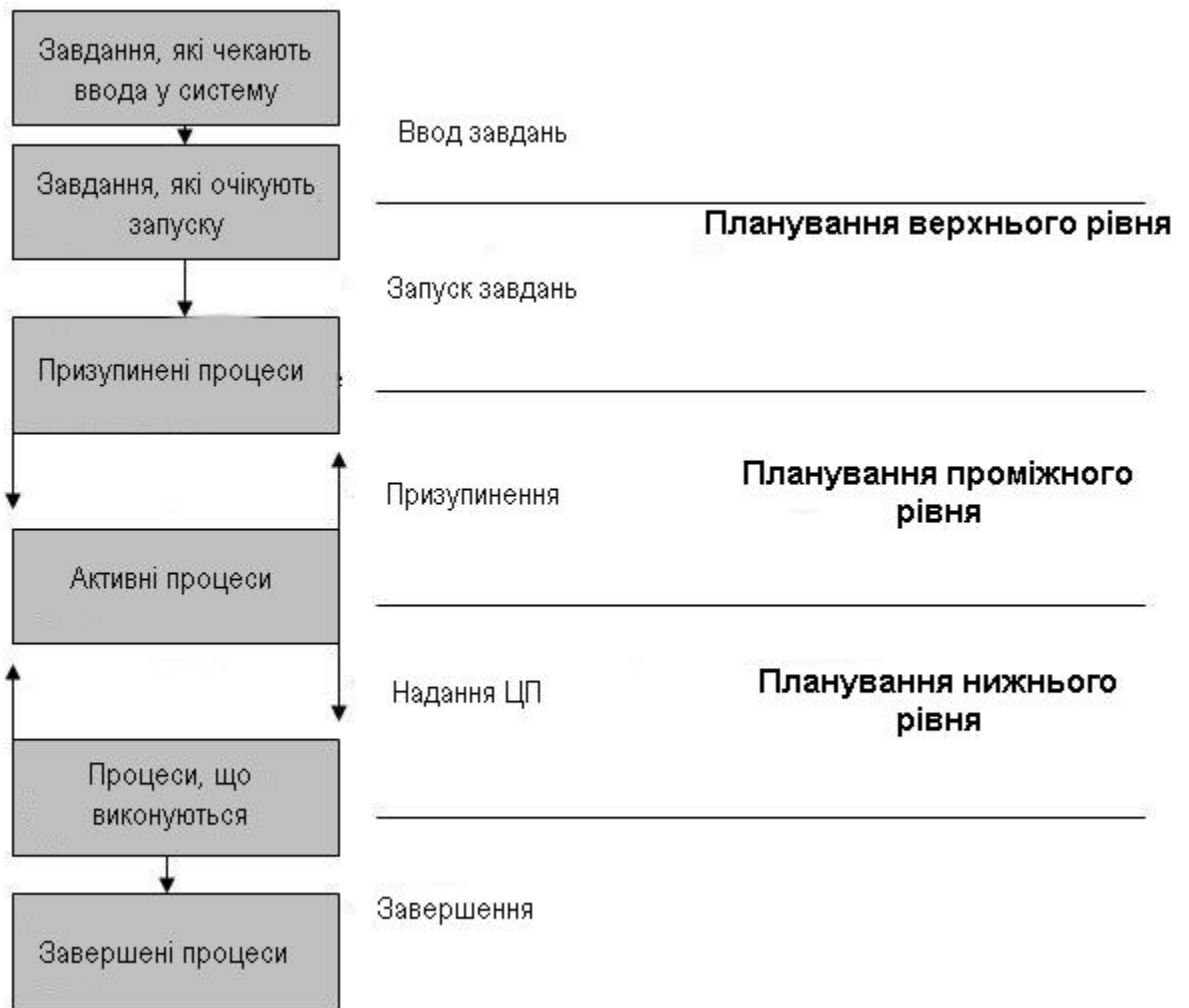 Завдання, які чекають
ввода у систему
Ввод завдань
Завдання, які очікують
запуску
Планування верхнього рівня
Запуск завдань
Призупинені процеси
Призупинення
Планування проміжного
рівня
Активні процеси
Надання ЦП
Планування нижнього
рівня
Процеси, що
виконуються
Завершення
Завершені процеси